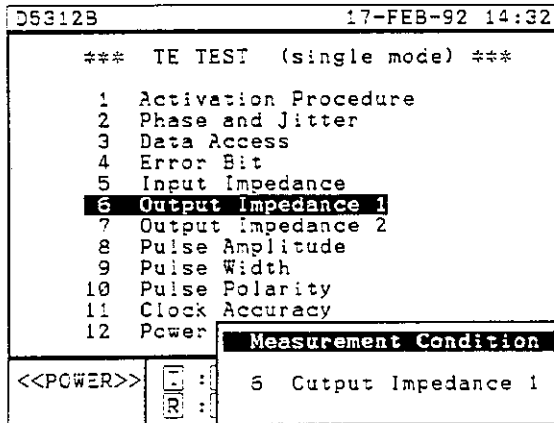 D5312B 17-FEB-92 14:32
*** TE TEST (single mode) ***
1 Activation Procedure
2 Phase and Jitter
3 Data Access
4 Error Bit
5 Input Impedance
6 Output Impedance 1
7 Output Impedance 2
8 Pulse Amplitude
9 Pulse Width
10 Pulse Polarity
11 Clock Accuracy
12 Power
Measurement Condition
<<POWER>> . :
R :
6 Output Impedance 1